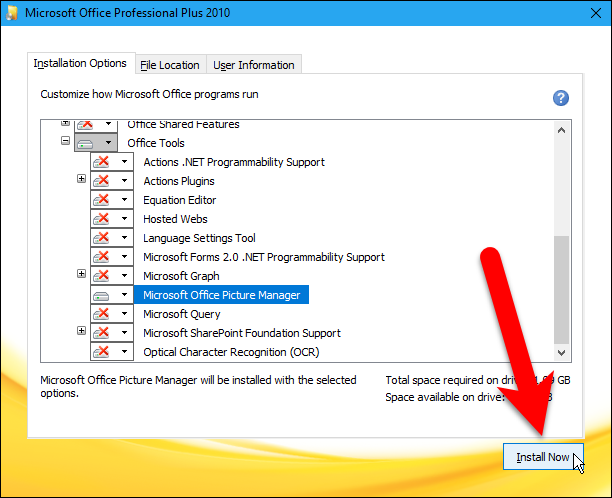 Microsoft Office Professional Plus 2010
Installation Options File Location User Information
Customize how Microsoft Office programs run
Office Shared Features
Office Tools
Actions .NET Programmability Support
Actions Plugins
Equation Editor
Hosted Webs
Language Settings Tool
Microsoft Forms 2.0 .NET Programmability Support
Microsoft Graph
Microsoft Office Picture Manager
Microsoft Query
Microsoft SharePoint Foundation Support
Optical Character Recognition (OCR)
Microsoft Office Picture Manager will be installed with the selected
options.
Total space required on GB
Space available on drive:
Install Now